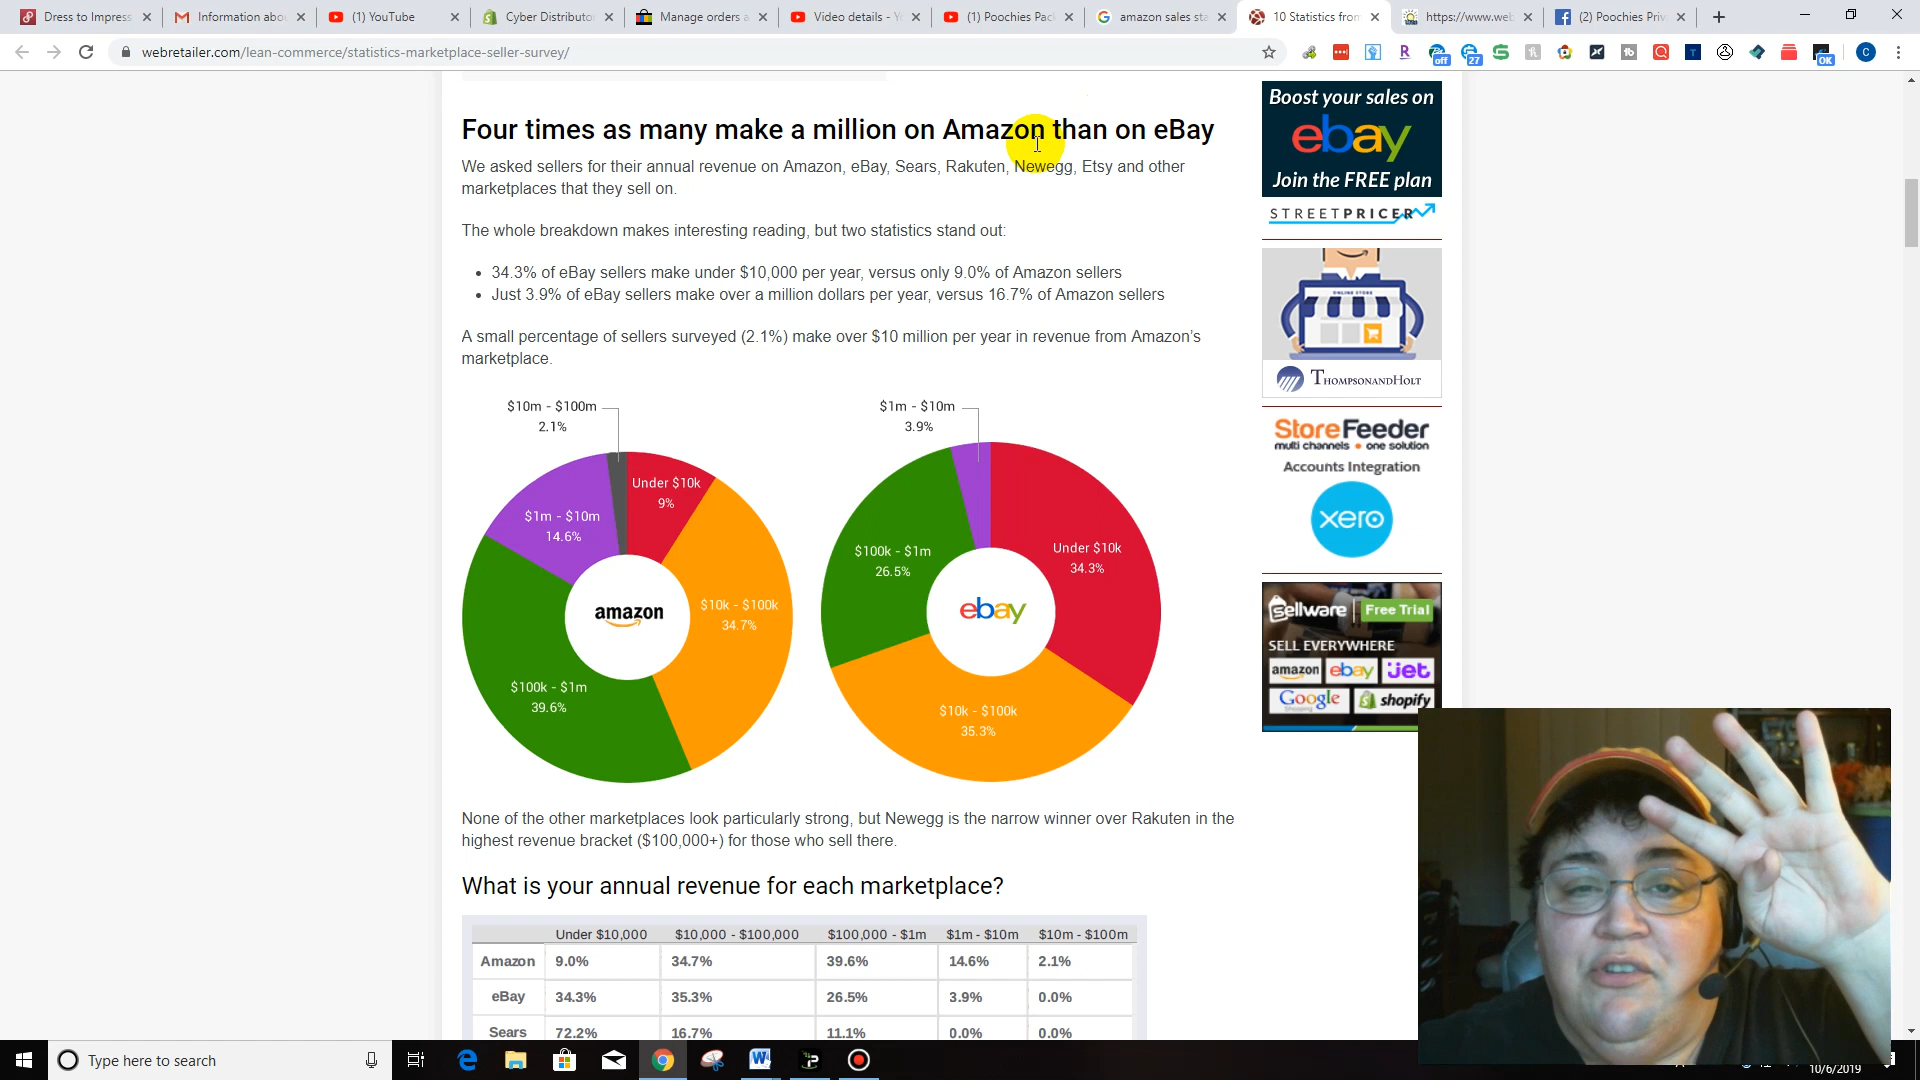 Dress to Impress
Information abo
(1) YouTube
Cyber Distributo
Manage orders a
Video details - Y
(1) Poochies Pac
amazon sales sta
10 Statistics from
https://www.web
(2) Poochies Priv
webretailer.com/lean-commerce/statistics-marketplace-seller-survey/
off
27
OK
C
Four times as many make a million on Amazon than on eBay
We asked sellers for their annual revenue on Amazon, eBay, Sears, Rakuten, Newegg, Etsy and other
marketplaces that they sell on.
The whole breakdown makes interesting reading, but two statistics stand out:
• 34.3% of eBay sellers make under $10,000 per year, versus only 9.0% of Amazon sellers
• Just 3.9% of eBay sellers make over a million dollars per year, versus 16.7% of Amazon sellers
A small percentage of sellers surveyed (2.1%) make over $10 million per year in revenue from Amazon's
marketplace.
$10m - $100m
2.1%
Under $10k
9%
$1m - $10m
14.6%
amazon
$10k - $100k
34.7%
$100k - $1m
39.6%
$1m - $10m
3.9%
$100k - $1m
26.5%
Under $10k
34.3%
ebay
$10k - $100k
35.3%
None of the other marketplaces look particularly strong, but Newegg is the narrow winner over Rakuten in the
highest revenue bracket ($100,000+) for those who sell there.
What is your annual revenue for each marketplace?
Under $10,000 $10,000 - $100,000 $100,000 - $1m $1m - $10m $10m - $100m
Amazon 9.0% 34.7% 39.6% 14.6% 2.1%
eBay 34.3% 35.3% 26.5% 3.9% 0.0%
Sears 72.2% 16.7% 11.1% 0.0% 0.0%
Boost your sales on
ebay
Join the FREE plan
STREETPRICER
ONLINE STORE
THOMPSONANDHOLT
StoreFeeder
multi channels • one solution
Accounts Integration
xero
Sellware Free Trial
SELL EVERYWHERE
amazon ebay Jet
Google shopify
Type here to search
10/6/2019